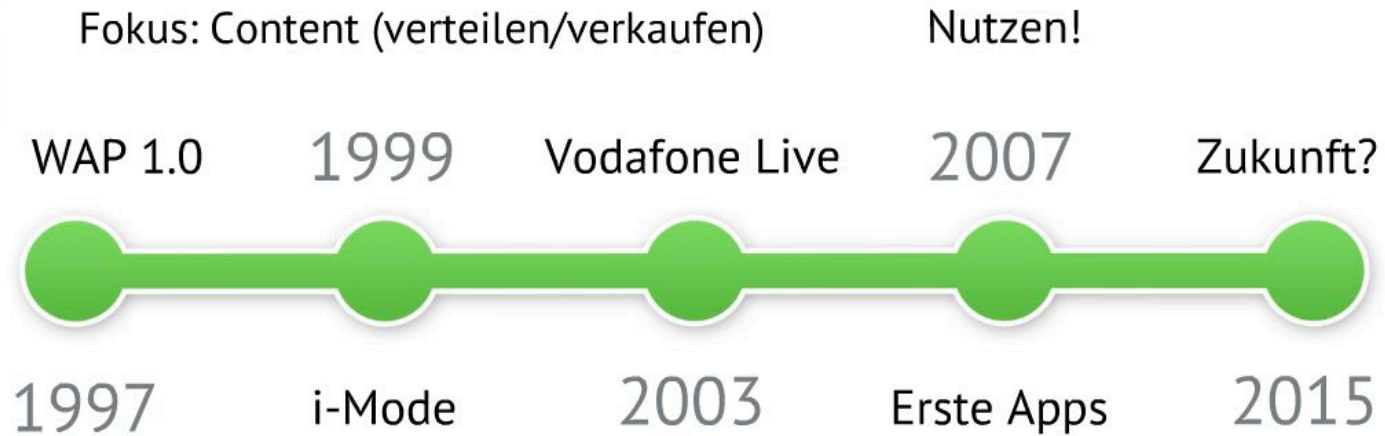 Fokus: Content (verteilen/verkaufen) Nutzen!
WAP 1.0 1999 Vodafone Live 2007 Zukunft?
1997 i-Mode 2003 Erste Apps 2015